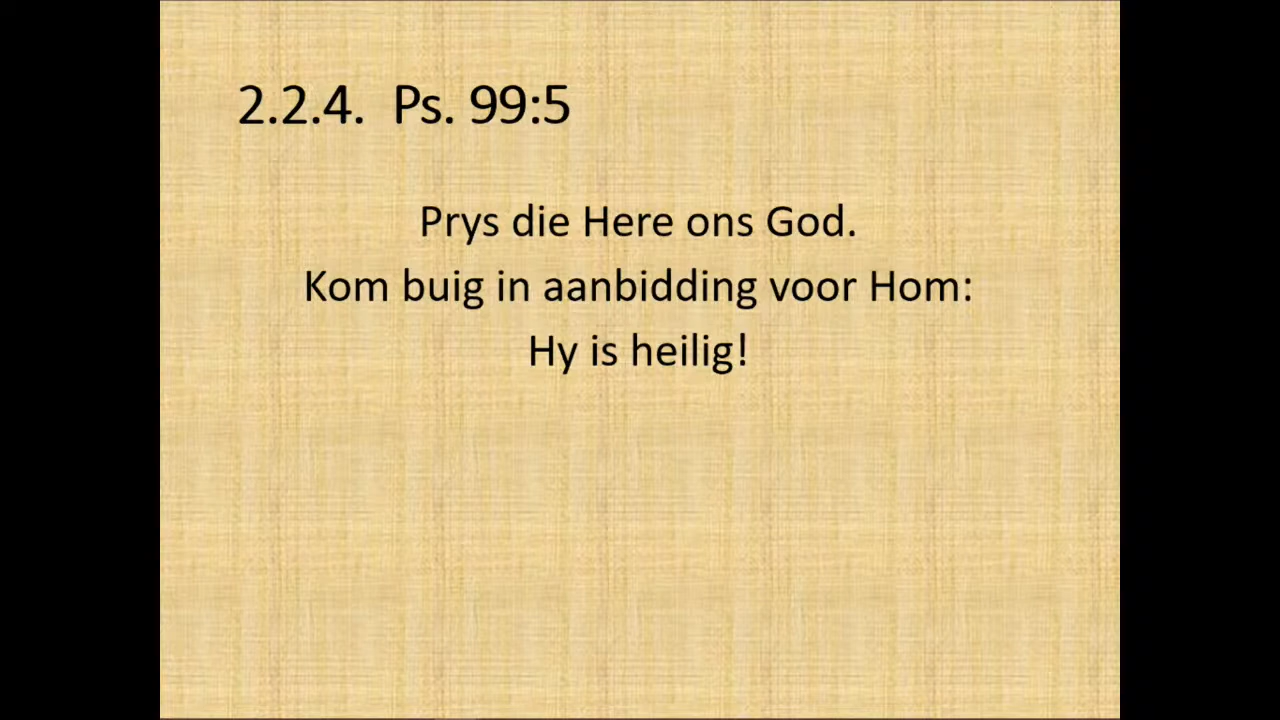 2.2.4. Ps. 99:5
Prys die Here ons God.
Kom buig in aanbidding voor Hom:
Hy is heilig!